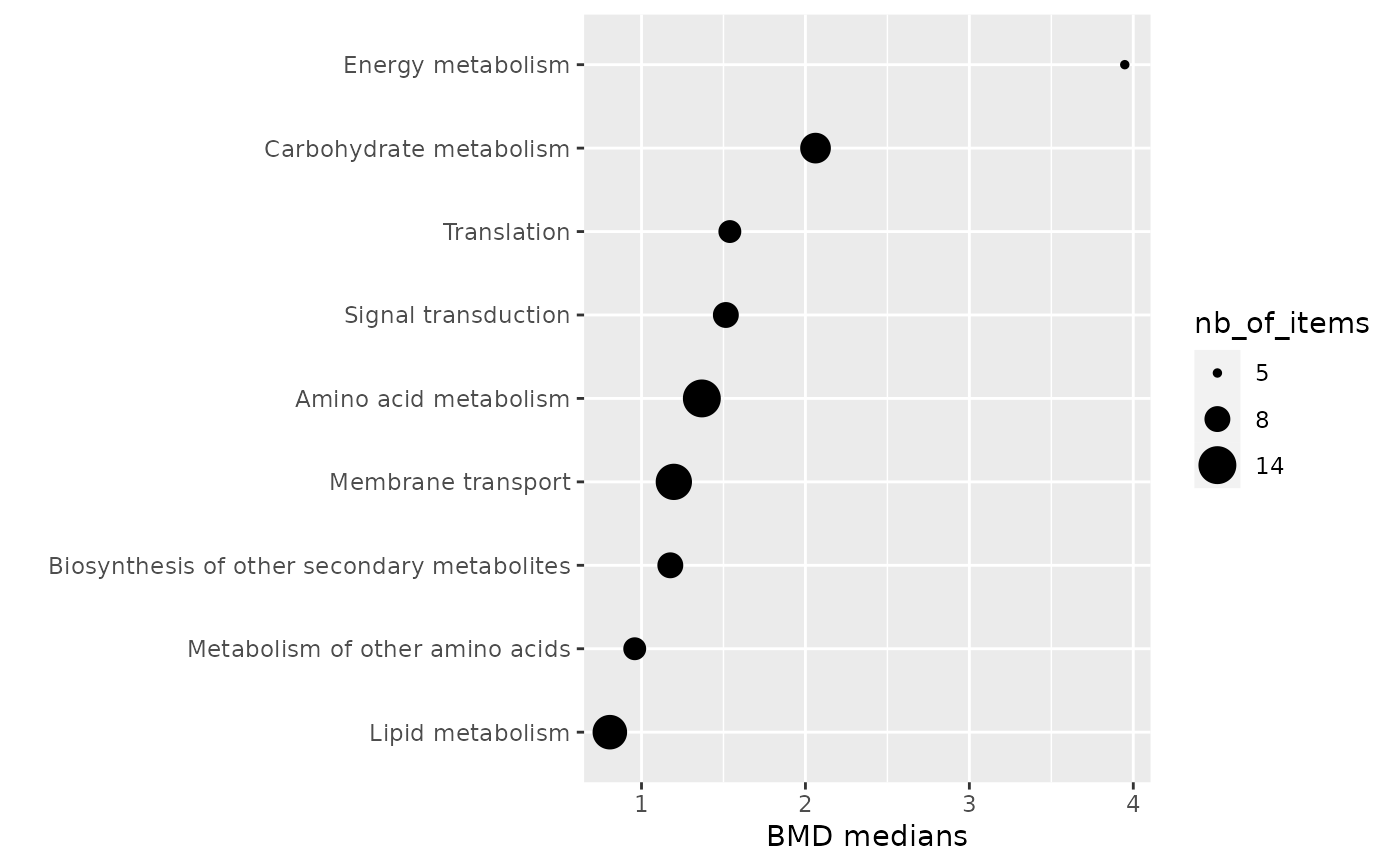 Energy metabolism
Carbohydrate metabolism
Translation
Signal transduction
Amino acid metabolism
Membrane transport
Biosynthesis of other secondary metabolites
Metabolism of other amino acids
Lipid metabolism
1 2 3 4
BMD medians
nb_of_items
5
8
14